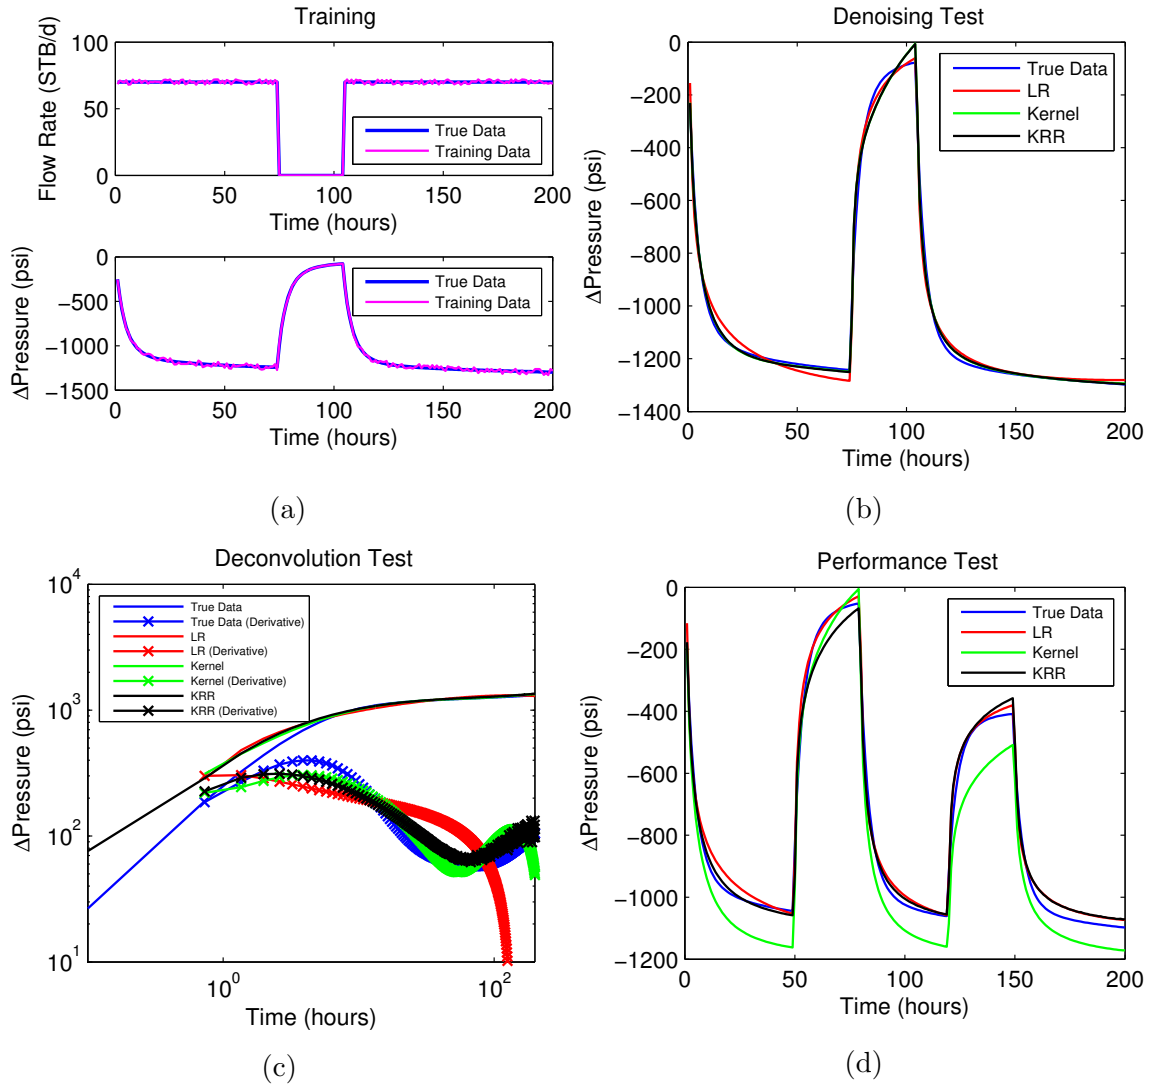 Training
Flow Rate (STB/d)
100
50
0
True Data
Training Data
0 50 100 150 200
Time (hours)
ΔPressure (psi)
0
−500
−1000
−1500
True Data
Training Data
0 50 100 150 200
Time (hours)
(a)
Denoising Test
ΔPressure (psi)
0
−200
−400
−600
−800
−1000
−1200
−1400
True Data
LR
Kernel
KRR
0 50 100 150 200
Time (hours)
(b)
Deconvolution Test
ΔPressure (psi)
10^4
10^3
10^2
10^1
True Data
True Data (Derivative)
LR
LR (Derivative)
Kernel
Kernel (Derivative)
KRR
KRR (Derivative)
10^0 10^2
Time (hours)
(c)
Performance Test
ΔPressure (psi)
0
−200
−400
−600
−800
−1000
−1200
True Data
LR
Kernel
KRR
0 50 100 150 200
Time (hours)
(d)